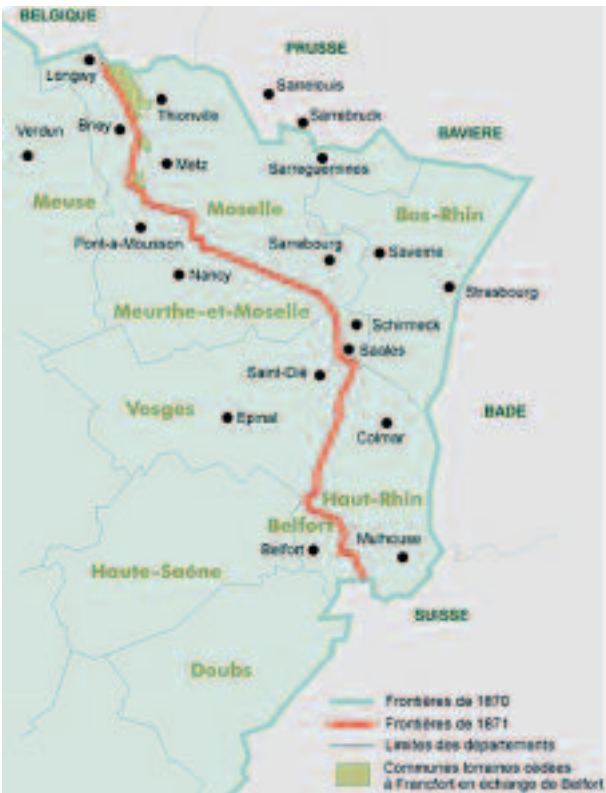 BELGIQUE
PRUSSE
Longwy
Sarrelouis
Thionville
Sarrebruck
Verdun
Briey
BAVIERE
Metz
Sarreguemines
Meuse
Moselle
Bas-Rhin
Pont-a-Mousson
Sarrebourg
Saverne
Nancy
Strasbourg
Meurthe-et-Moselle
Schirmeck
Saales
Saint-Dié
Vosges
Epinal
BADE
Colmar
Haut-Rhin
Belfort
Belfort
Mulhouse
Haute-Saône
SUISSE
Doubs
Frontières de 1870
Frontières de 1871
Limites des départements
Communes lorraines cédées
à Francfort en échange de Belfort